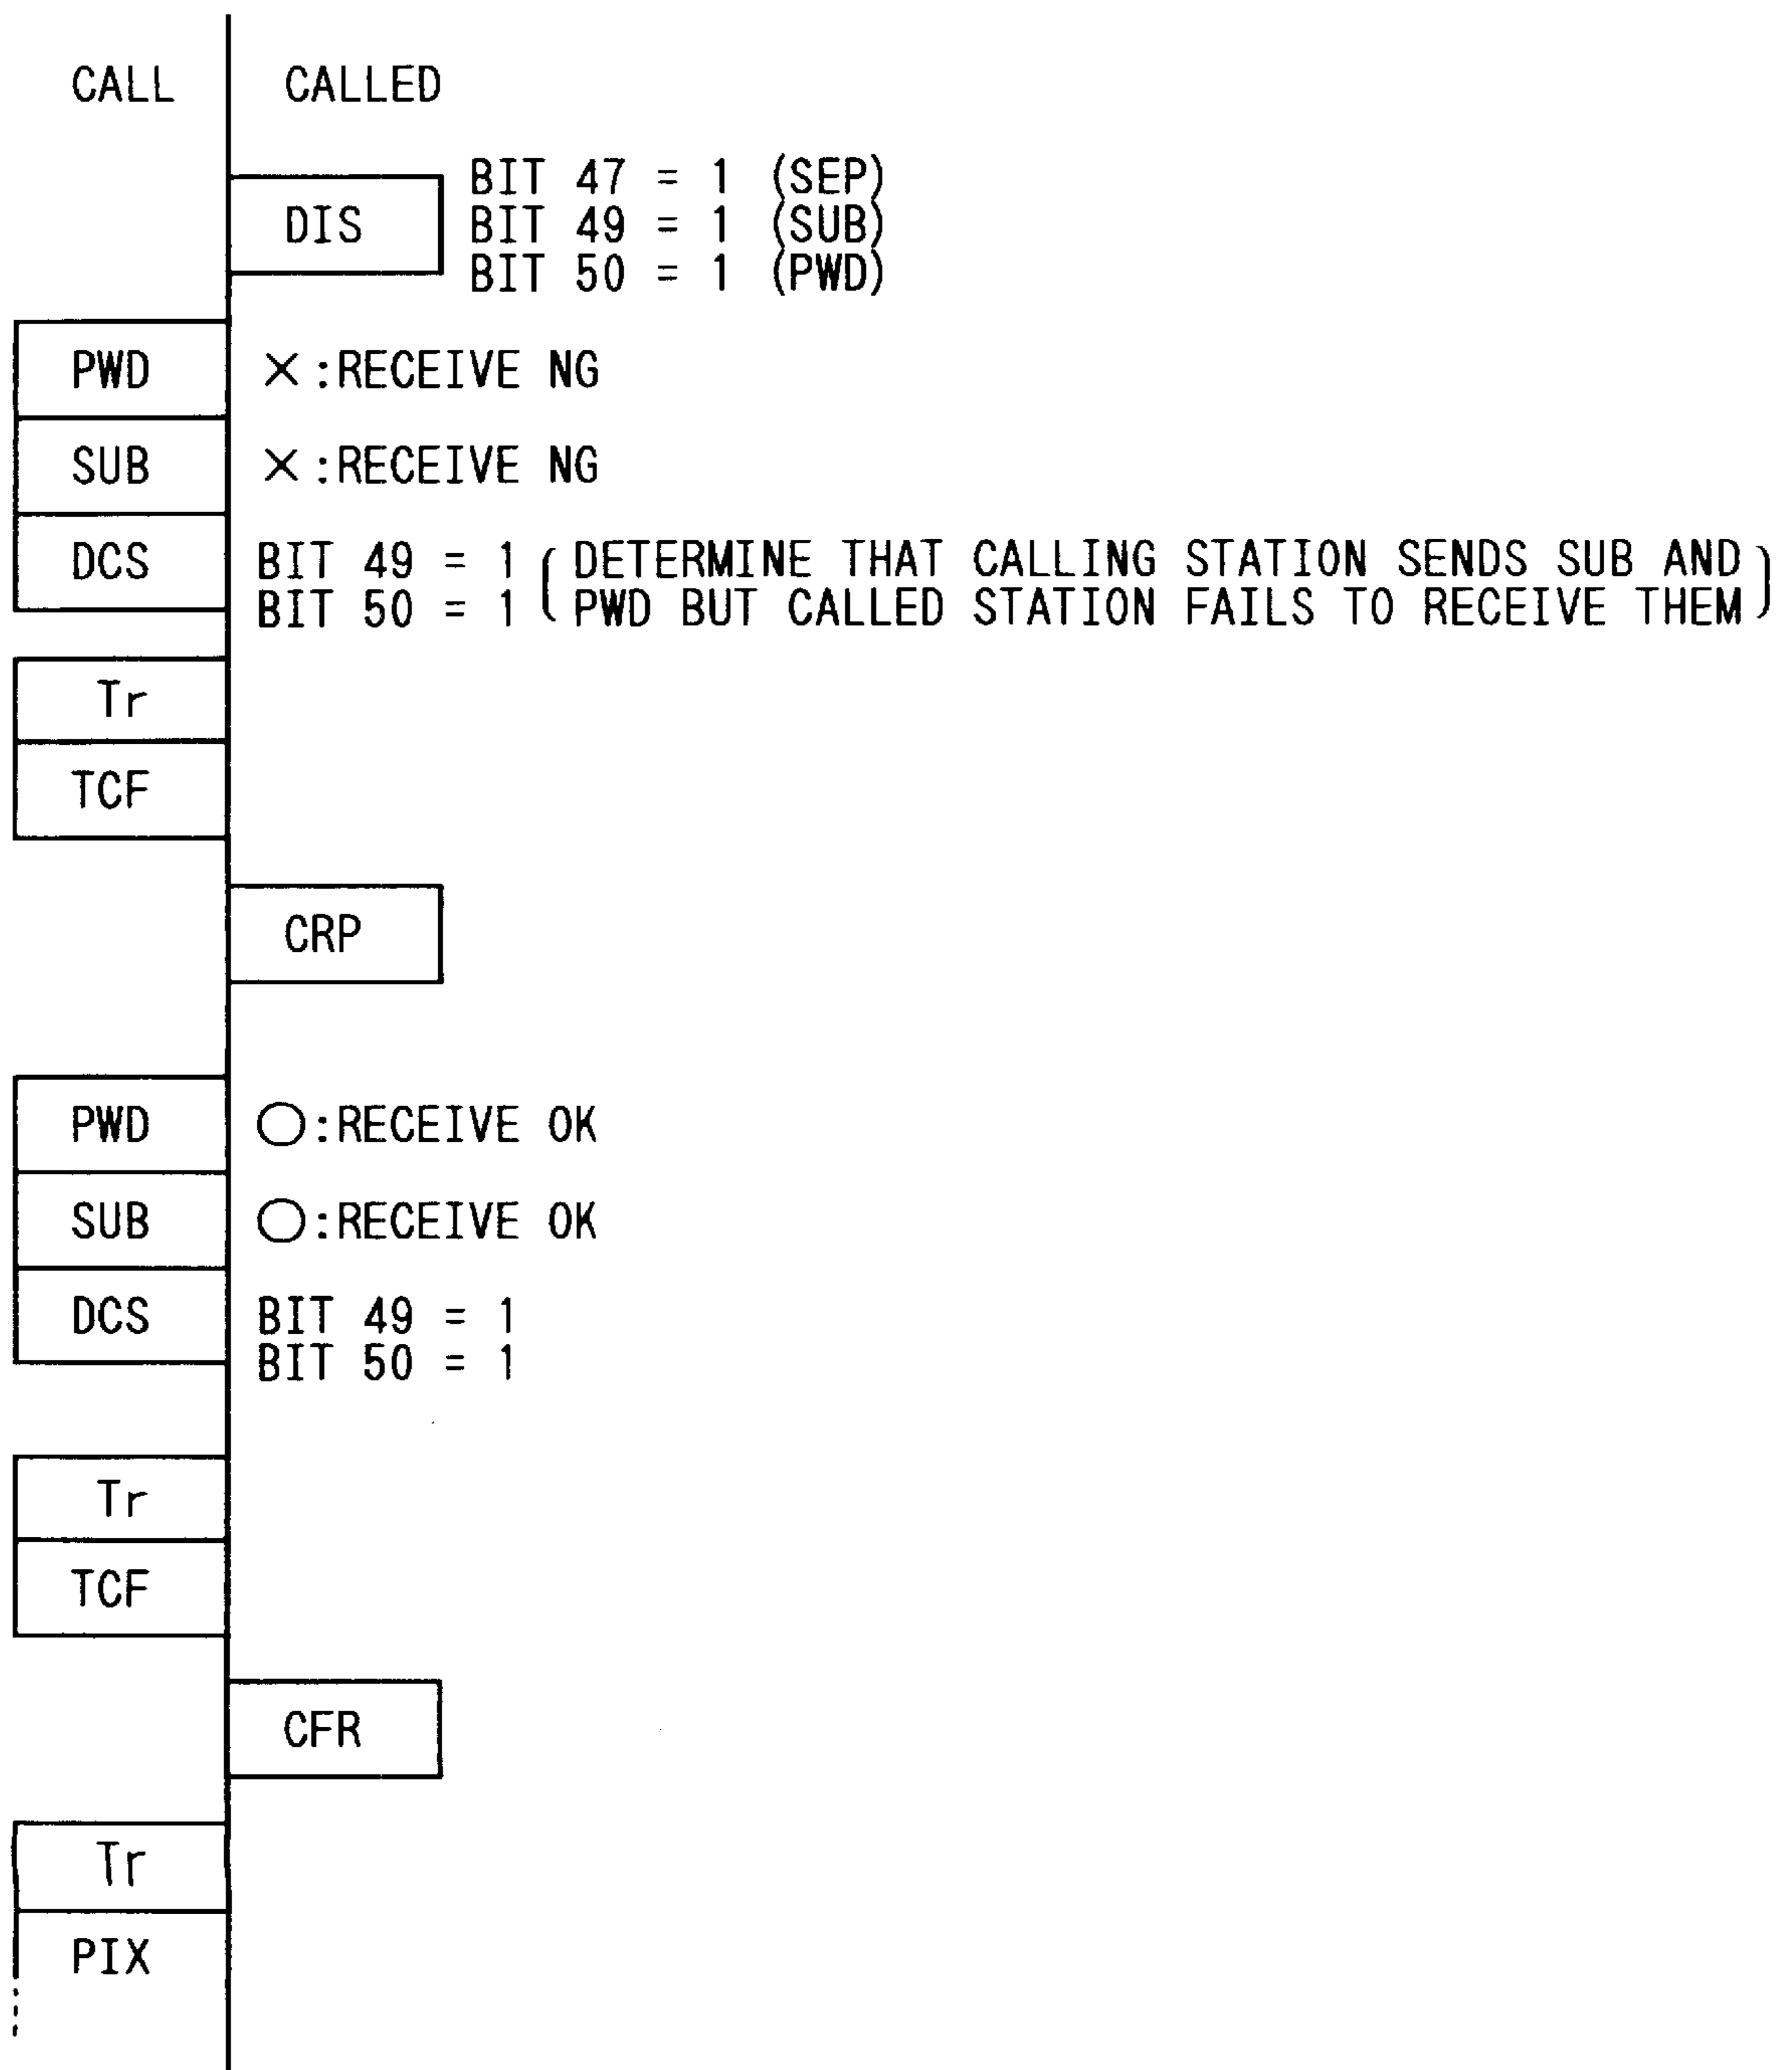 CALL CALLED
DIS
BIT 47 = 1 (SEP)
BIT 49 = 1 (SUB)
BIT 50 = 1 (PWD)
PWD ×:RECEIVE NG
SUB ×:RECEIVE NG
DCS
BIT 49 = 1 ( DETERMINE THAT CALLING STATION SENDS SUB AND
BIT 50 = 1 PWD BUT CALLED STATION FAILS TO RECEIVE THEM )
Tr
TCF
CRP
PWD ○:RECEIVE OK
SUB ○:RECEIVE OK
DCS
BIT 49 = 1
BIT 50 = 1
Tr
TCF
CFR
Tr
PIX